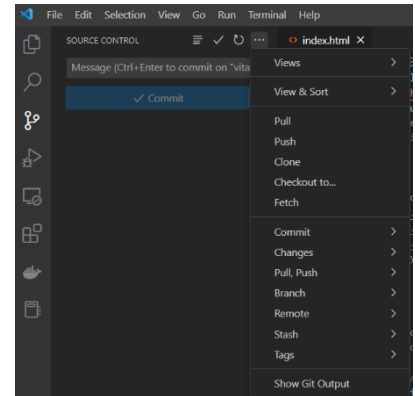 File Edit Selection View Go Run Terminal Help
SOURCE CONTROL
index.html
Message (Ctrl+Enter to commit on "vita
Commit
Views
View & Sort
Pull
Push
Clone
Checkout to...
Fetch
Commit
Changes
Pull, Push
Branch
Remote
Stash
Tags
Show Git Output